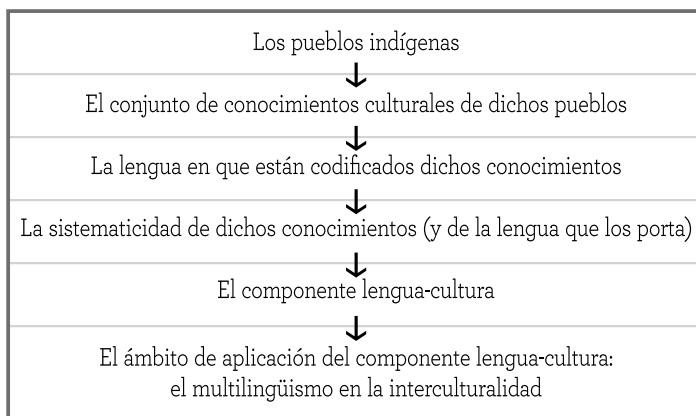 Los pueblos indígenas
El conjunto de conocimientos culturales de dichos pueblos
La lengua en que están codificados dichos conocimientos
La sistematicidad de dichos conocimientos (y de la lengua que los porta)
El componente lengua-cultura
El ámbito de aplicación del componente lengua-cultura:
el multilingüismo en la interculturalidad